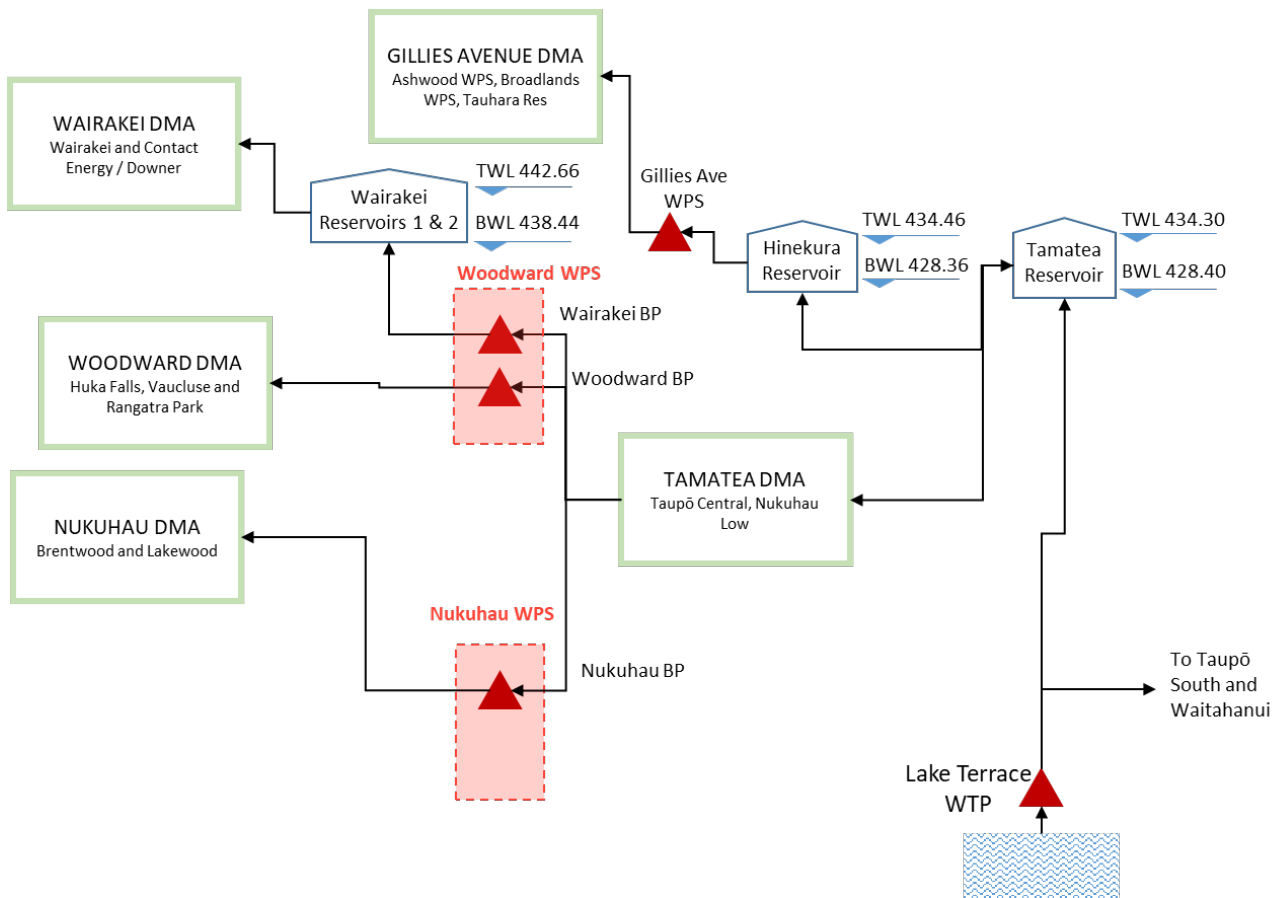 GILLIES AVENUE DMA
Ashwood WPS, Broadlands
WPS, Tauhara Res
WAIRAKEI DMA
Wairakei and Contact
Energy / Downer
Wairakei
Reservoirs 1 & 2
TWL 442.66
BWL 438.44
Gillies Ave
WPS
Hinekura
Reservoir
TWL 434.46
BWL 428.36
Tamatea
Reservoir
TWL 434.30
BWL 428.40
Woodward WPS
Wairakei BP
Woodward BP
WOODWARD DMA
Huka Falls, Vaucluse and
Rangatra Park
TAMATEA DMA
Taupō Central, Nukuhau
Low
NUKUHAU DMA
Brentwood and Lakewood
Nukuhau WPS
Nukuhau BP
To Taupō
South and
Waitahanui
Lake Terrace
WTP